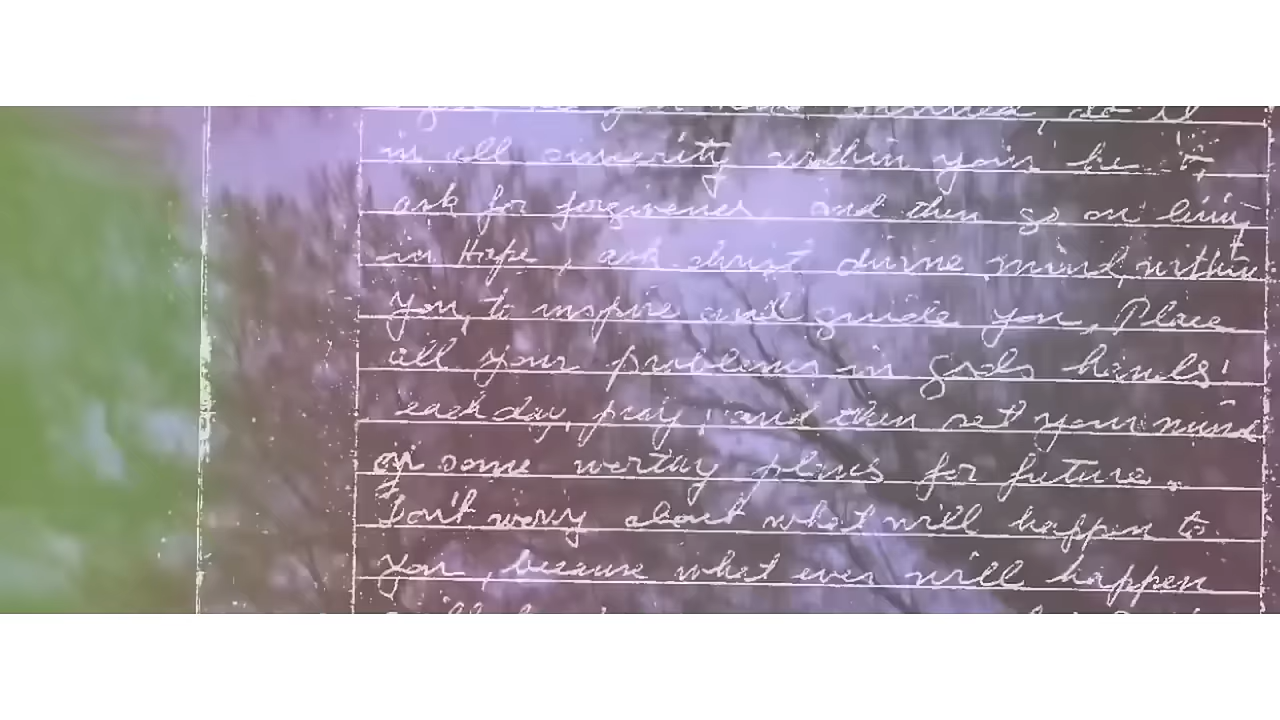 in all sincerity within your
ask for forgiveness, and then go on living
in Hope, ask christ divine mind, within
you, to inspire and guide you, Place
all your problems in gods hands!
each day, pray, and then set your mind
on some worthy plans for future.
Don't worry about what will happen to
you, because what ever will happen